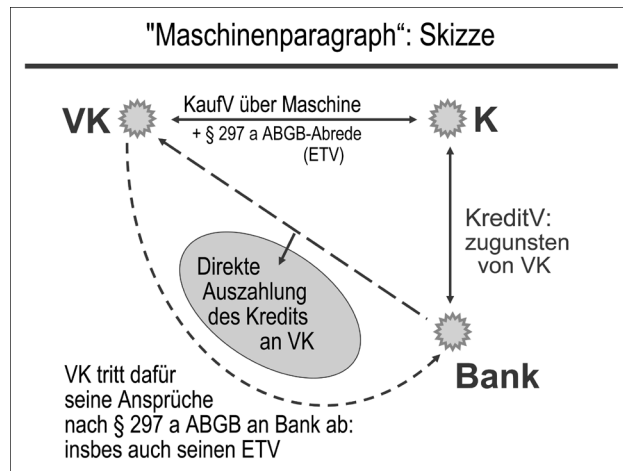 "Maschinenparagraph“: Skizze
VK
KaufV über Maschine
+ § 297 a ABGB-Abrede
(ETV)
K
KreditV:
zugunsten
von VK
Direkte
Auszahlung
des Kredits
an VK
Bank
VK tritt dafür
seine Ansprüche
nach § 297 a ABGB an Bank ab:
insbes auch seinen ETV